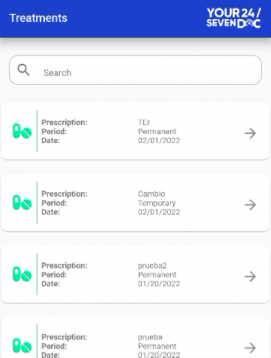 Treatments
YOUR 24/
SEVEN DOC
Search
Prescription: TEr
Period: Permanent
Date: 02/01/2022
Prescription: Cambio
Period: Temporary
Date: 02/01/2022
Prescription: prueba2
Period: Permanent
Date: 01/20/2022
Prescription: prueba
Period: Permanent
Date: 01/20/2022